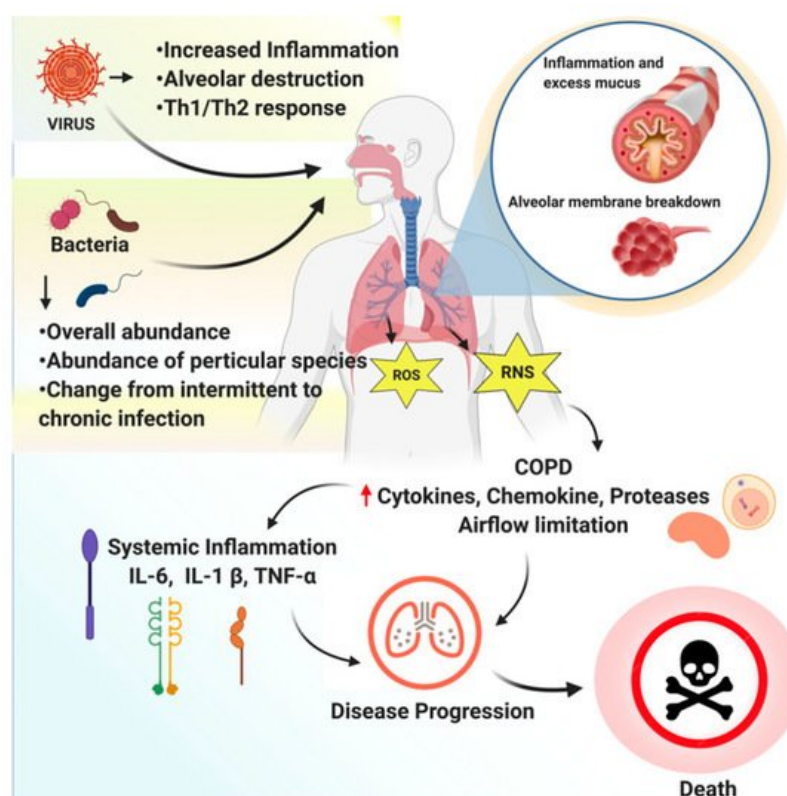 VIRUS
•Increased Inflammation
•Alveolar destruction
•Th1/Th2 response
Inflammation and
excess mucus
Alveolar membrane breakdown
Bacteria
•Overall abundance
•Abundance of perticular species
•Change from intermittent to
chronic infection
ROS
RNS
COPD
Cytokines, Chemokine, Proteases
Airflow limitation
Systemic Inflammation
IL-6, IL-1 β, TNF-α
Disease Progression
Death